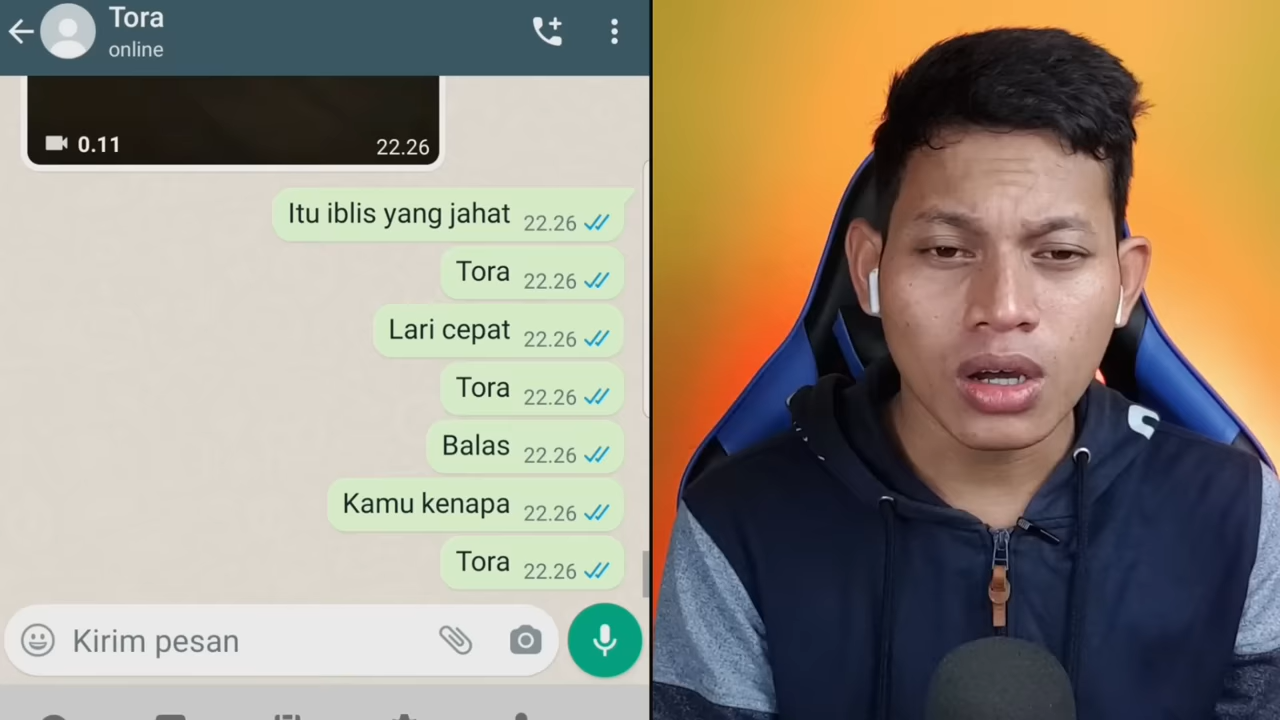 Tora
online
0.11
22.26
Itu iblis yang jahat 22.26
Tora 22.26
Lari cepat 22.26
Tora 22.26
Balas 22.26
Kamu kenapa 22.26
Tora 22.26
Kirim pesan